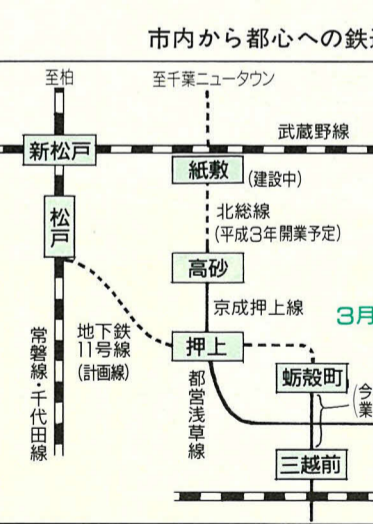 市内から都心への鉄
至柏
至千葉ニュータウン
武蔵野線
新松戸
紙敷
(建設中)
松戸
北総線
(平成3年開業予定)
高砂
京成押上線
3月
地下鉄
11号線
(計画線)
押上
常磐線・千代田線
都営浅草線
蛎殻町
(今
業
三越前